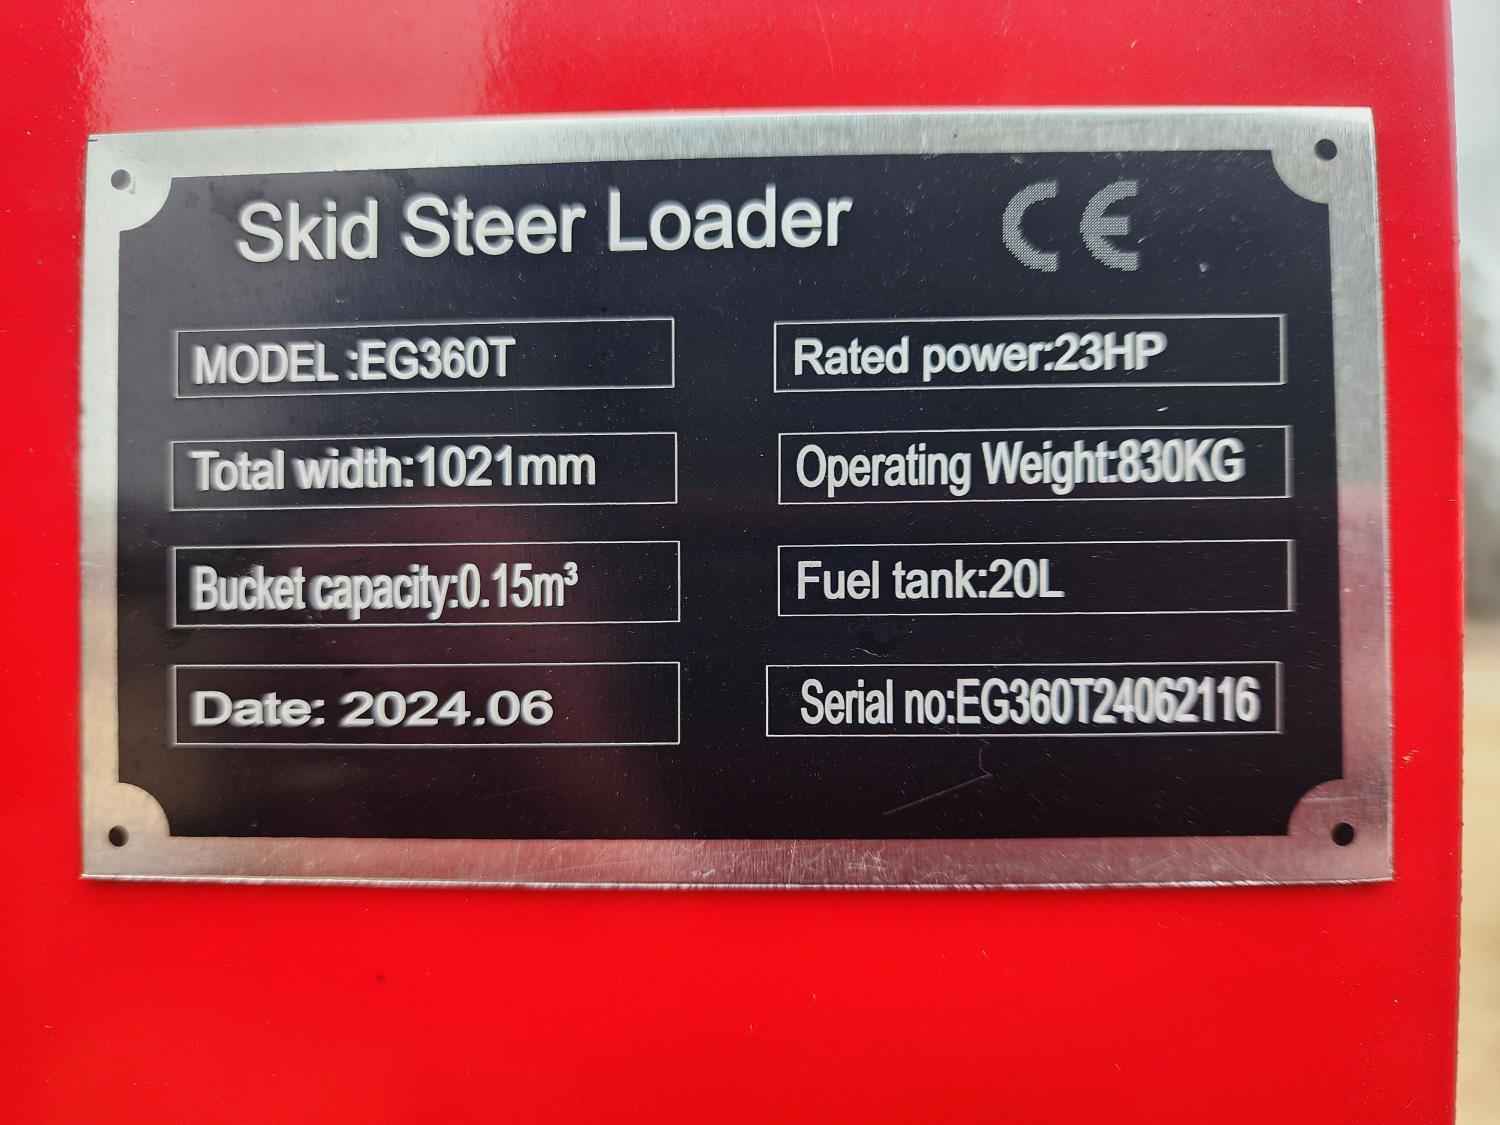 Skid Steer Loader CE
MODEL :EG360T
Rated power:23HP
Total width:1021mm
Operating Weight:830KG
Bucket capacity:0.15m³
Fuel tank:20L
Date: 2024.06
Serial no:EG360T24062116